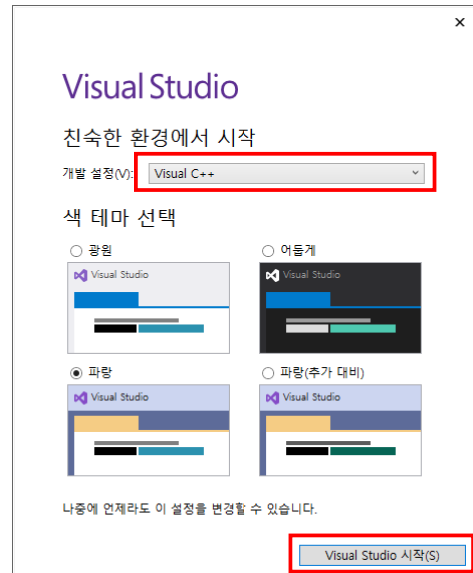 Visual Studio
친숙한 환경에서 시작
개발 설정(V): Visual C++
색 테마 선택
광원 어둡게
Visual Studio Visual Studio
파랑 파랑(추가 대비)
Visual Studio Visual Studio
나중에 언제라도 이 설정을 변경할 수 있습니다.
Visual Studio 시작(S)